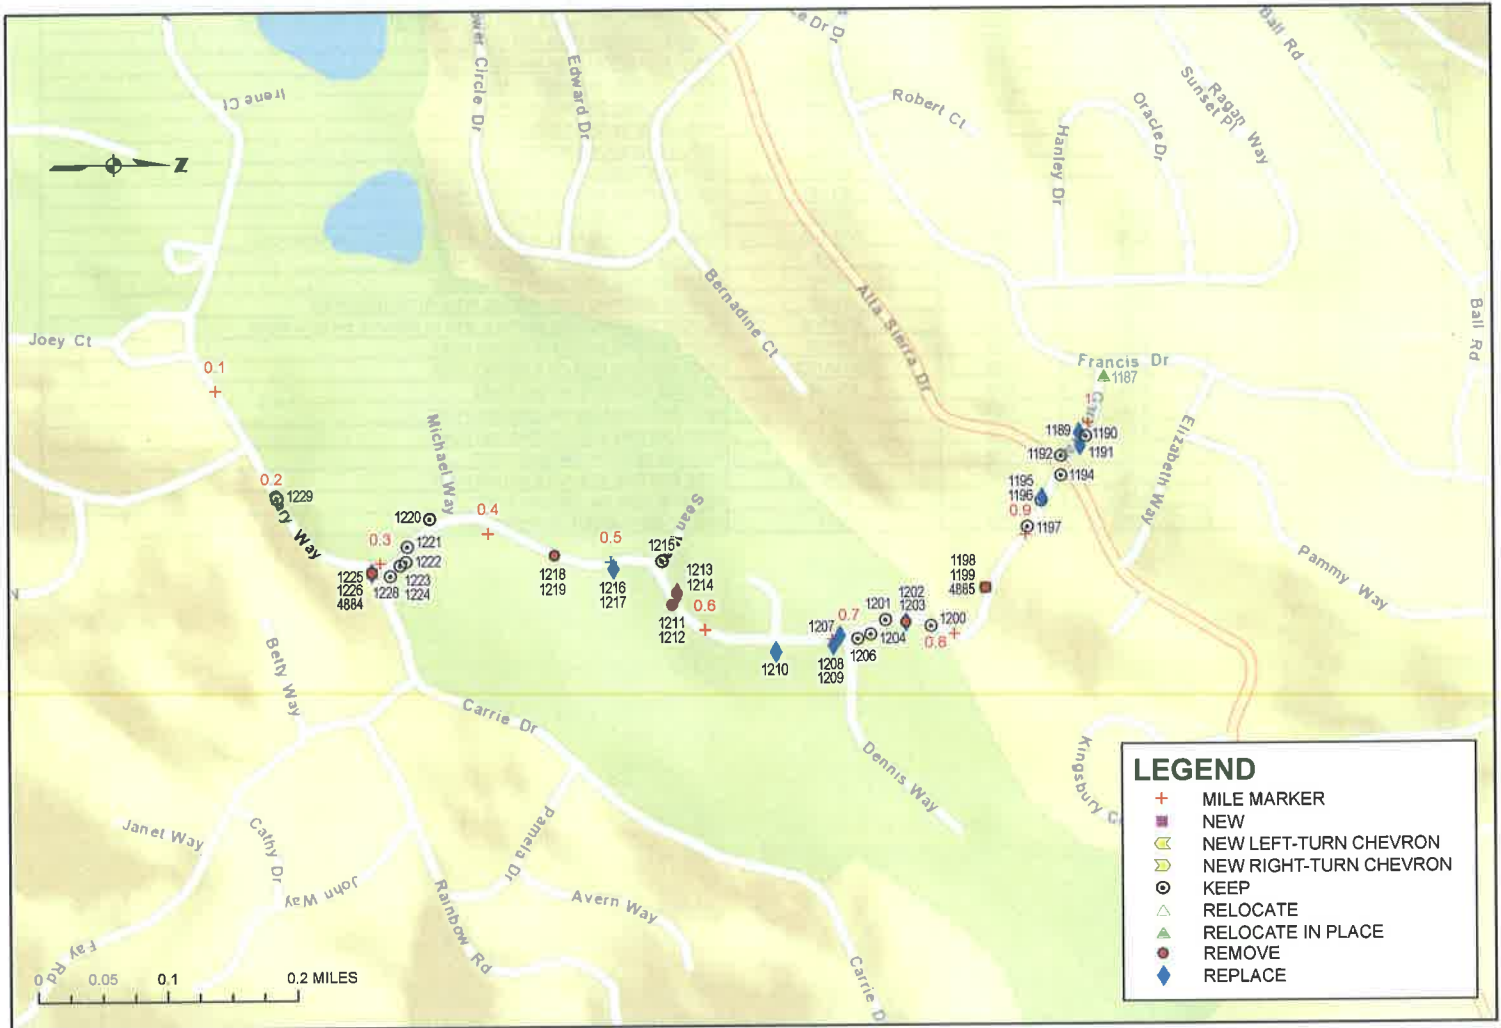 Irene Ct
Edward Dr
Robert Ct
Hanley Dr
Oracle Dr
Sunset Pl
Ragan Way
Ball Rd
Ball Rd
Z
Joey Ct
0.1
Bernadine Ct
Alta Sierra Dr
Francis Dr
1187
1
1189
1190
1191
1192
1194
Elizabeth Way
Michael Way
0.2
1229
1220
0.4
0.3
1221
1222
1223
1224
1228
1225
1226
4884
0.5
1218
1219
1216
1217
Sean
1215
1213
1214
1211
1212
0.6
1195
1196
0.9
1197
1198
1199
4885
Pammy Way
1210
1207
0.7
1208
1209
1201
1202
1203
1204
1206
1200
0.8
Betty Way
Carrie Dr
Dennis Way
Janet Way
Cathy Dr
John Way
Pamela Dr
Avern Way
Rainbow Rd
Fay Rd
Carrie D
Kingsbury C
0
0.05
0.1
0.2 MILES
LEGEND
MILE MARKER
NEW
NEW LEFT-TURN CHEVRON
NEW RIGHT-TURN CHEVRON
KEEP
RELOCATE
RELOCATE IN PLACE
REMOVE
REPLACE